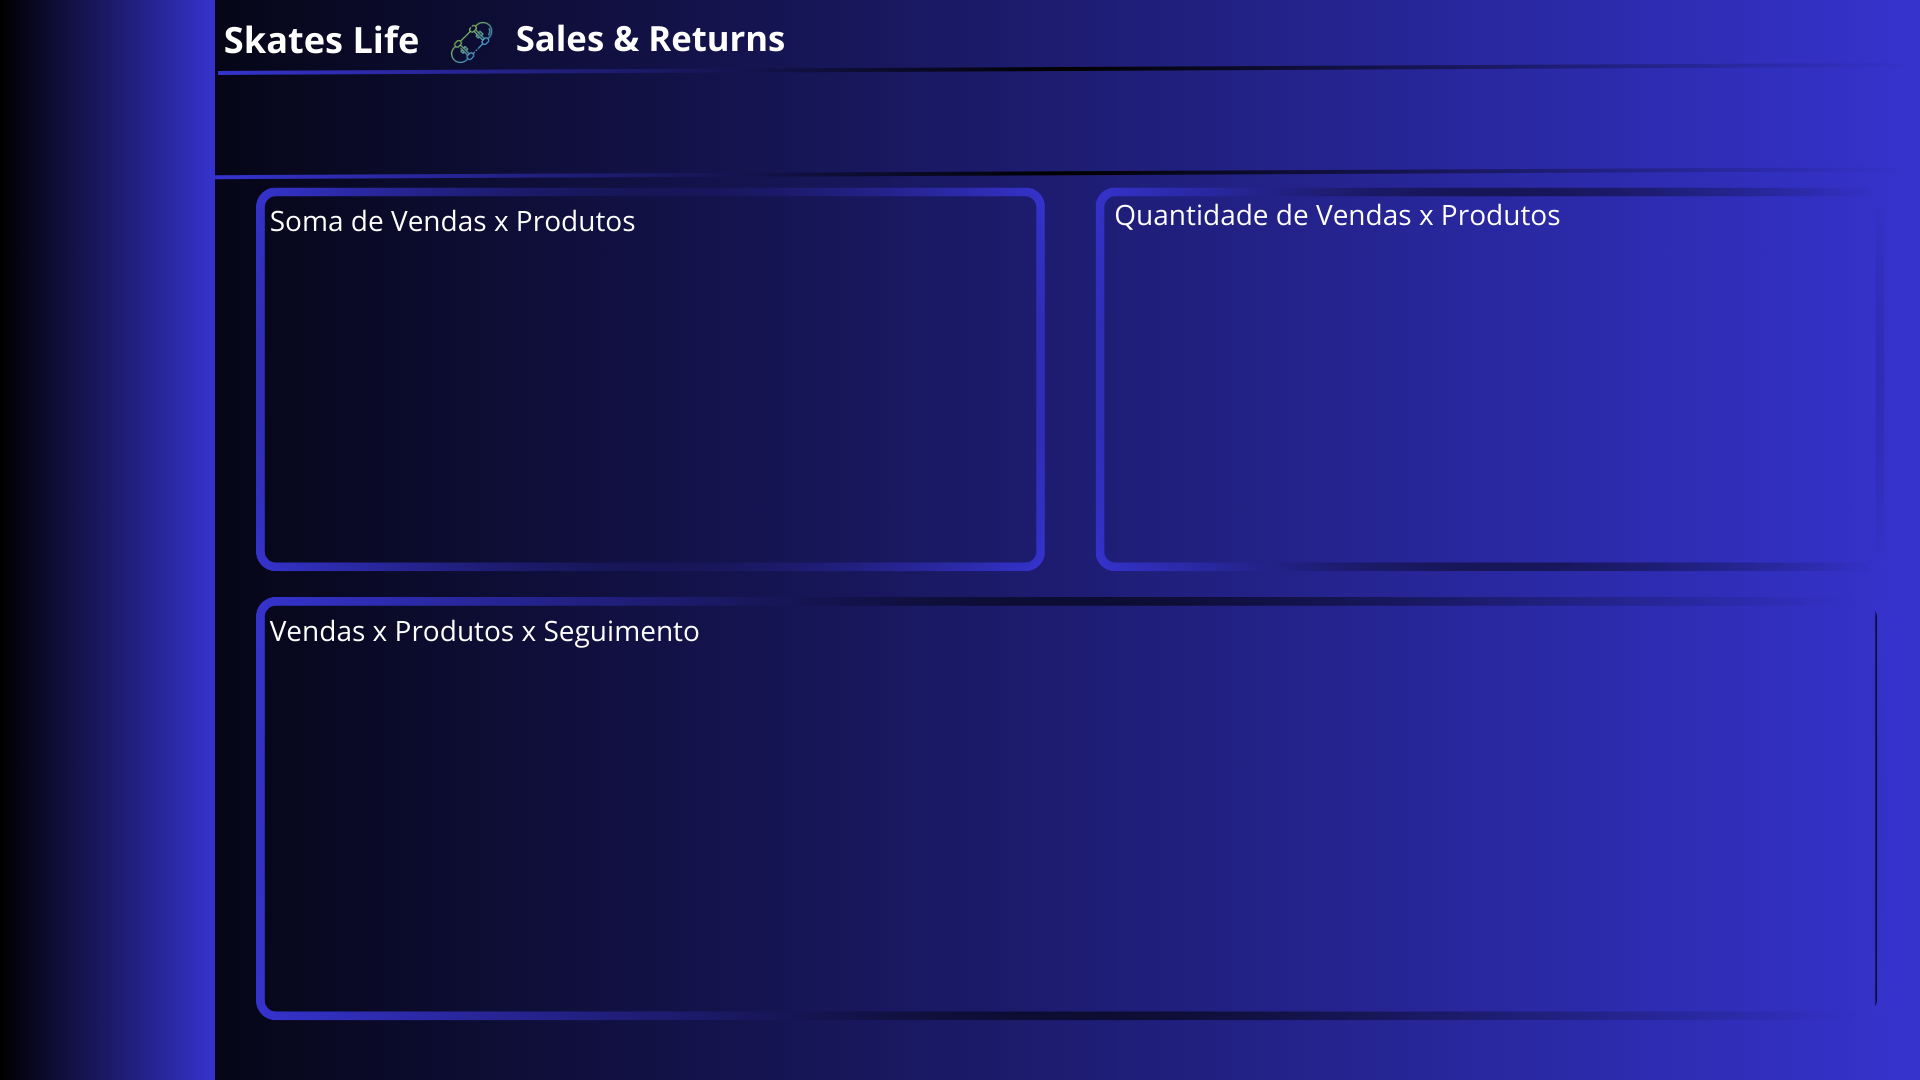 Skates Life Sales & Returns
Soma de Vendas x Produtos
Quantidade de Vendas x Produtos
Vendas x Produtos x Seguimento